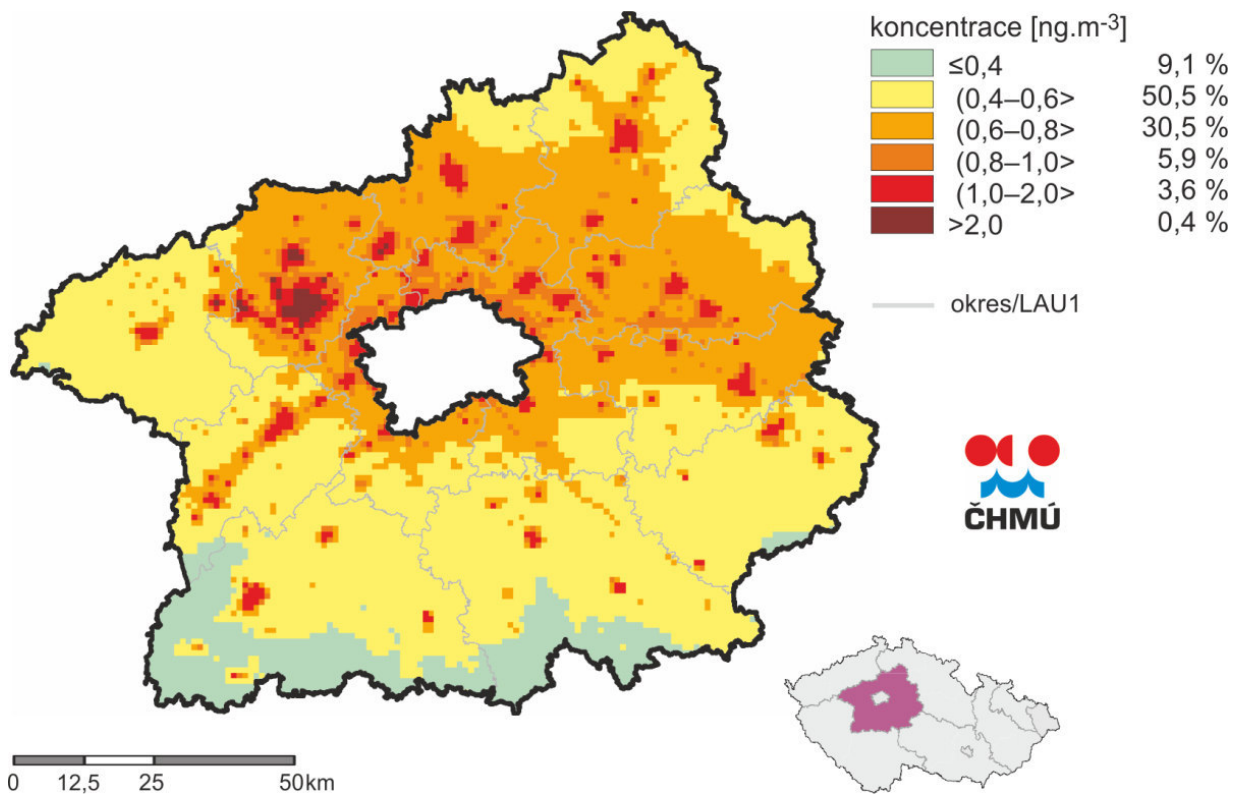 koncentrace [ng.m-3]
≤0,4 9,1 %
(0,4–0,6> 50,5 %
(0,6–0,8> 30,5 %
(0,8–1,0> 5,9 %
(1,0–2,0> 3,6 %
>2,0 0,4 %
okres/LAU1
ČHMÚ
0 12,5 25 50km